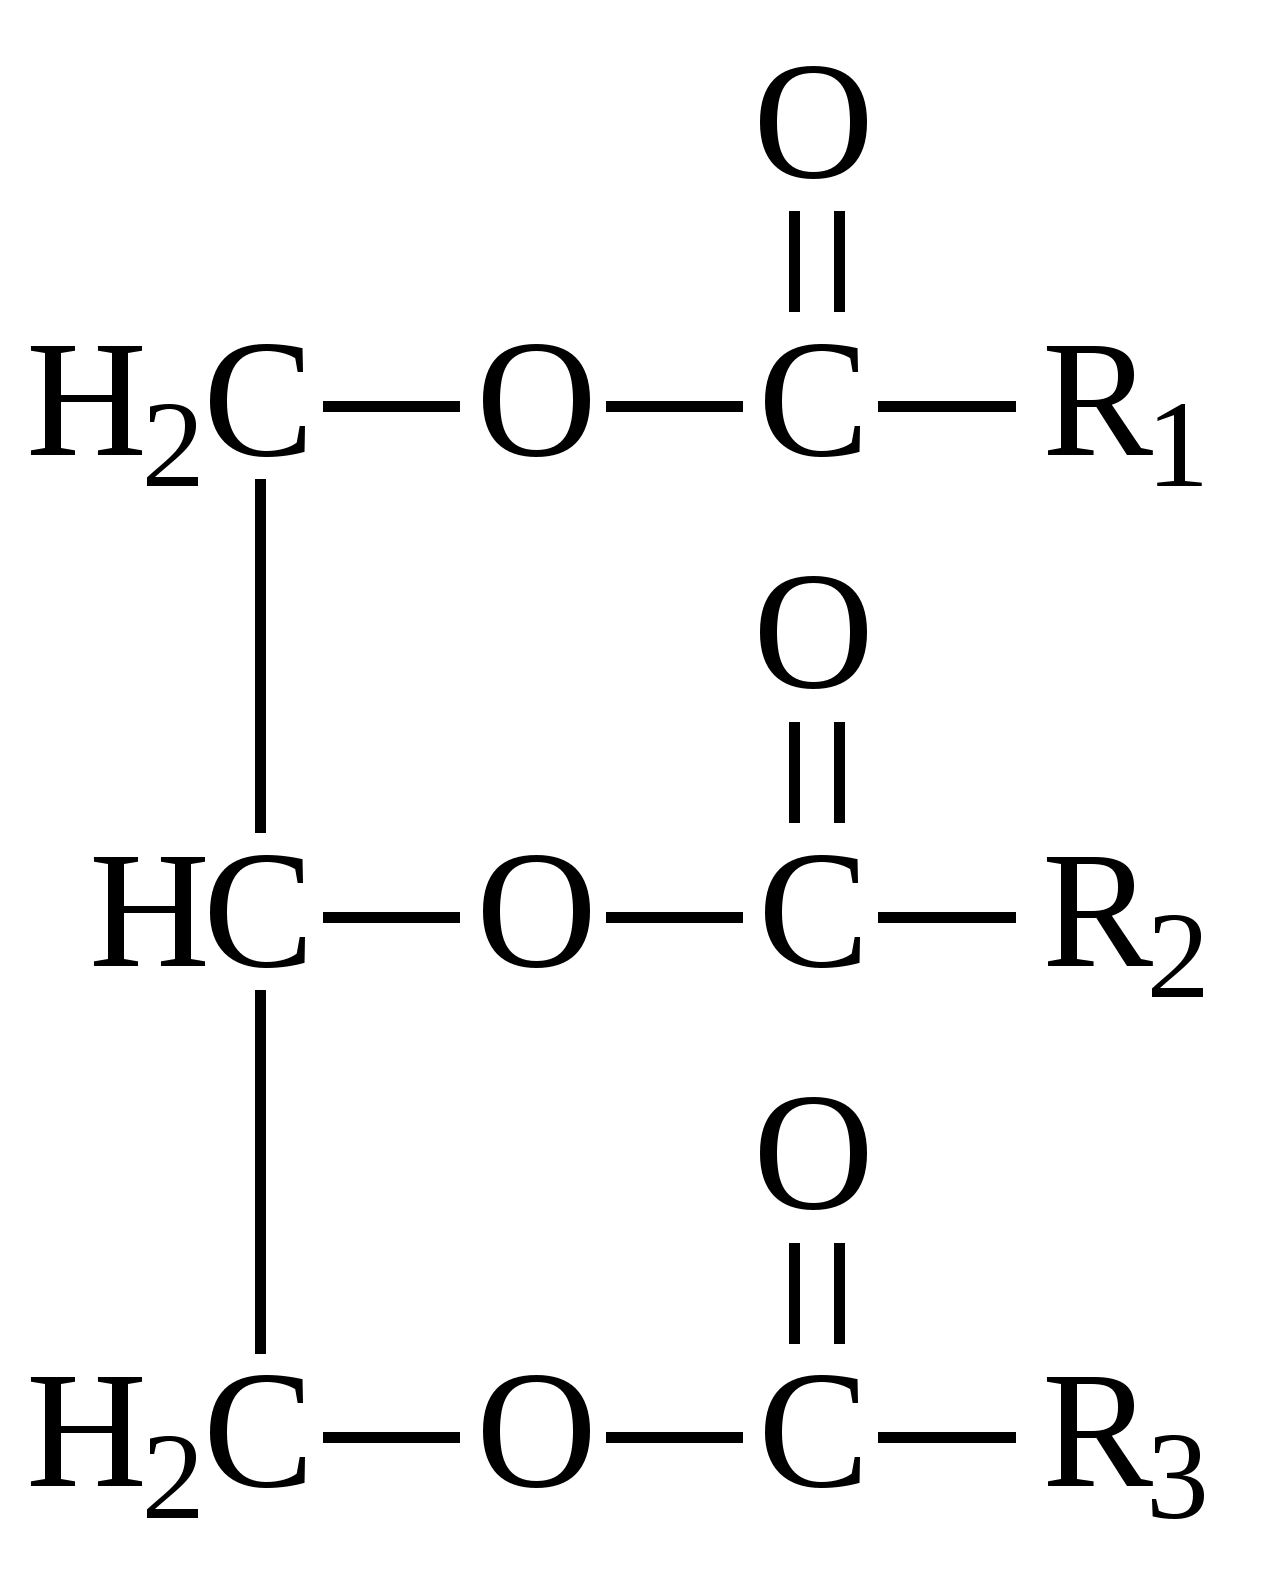 O
H₂C O C R₁
O
HC O C R₂
O
H₂C O C R₃